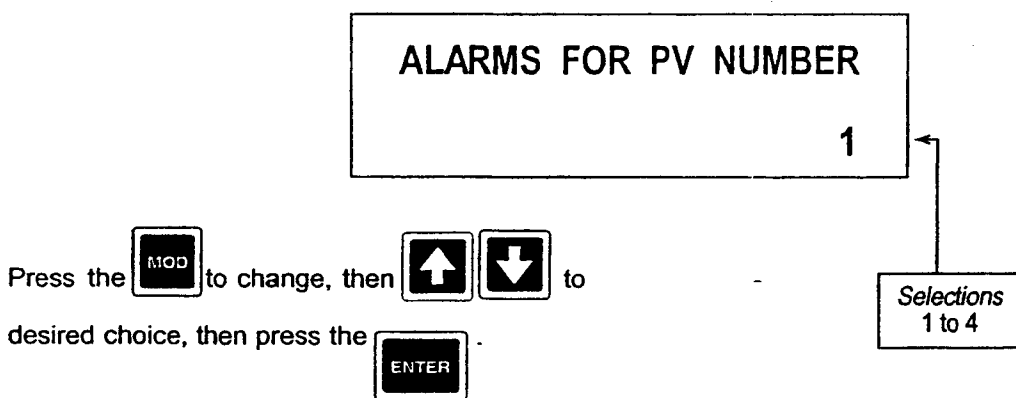 ALARMS FOR PV NUMBER
1
Press the MOD to change, then to
desired choice, then press the ENTER .
Selections
1 to 4